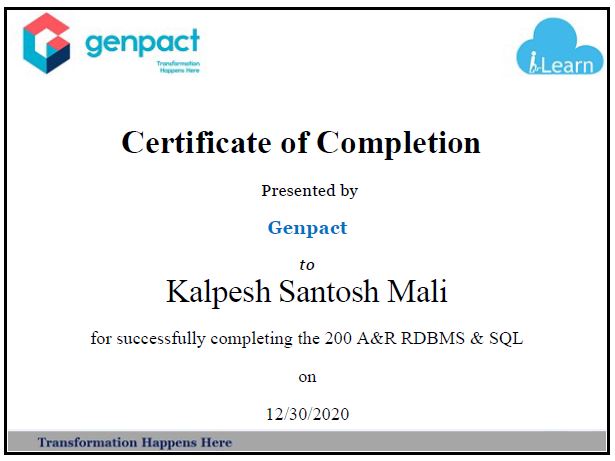 genpact
Transformation
Happens Here
iLearn
Certificate of Completion
Presented by
Genpact
to
Kalpesh Santosh Mali
for successfully completing the 200 A&R RDBMS & SQL
on
12/30/2020
Transformation Happens Here